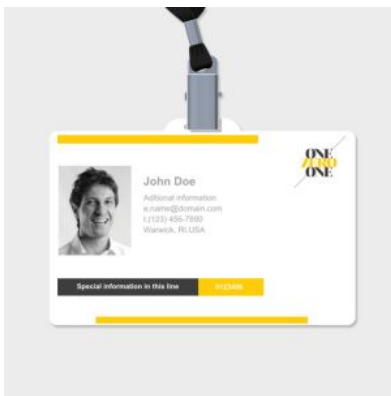 ONE
ZERO
ONE
John Doe
Aditional information
e.name@domain.com
t.(123) 456-7890
Warwick, RI.USA
Special information in this line
0123456